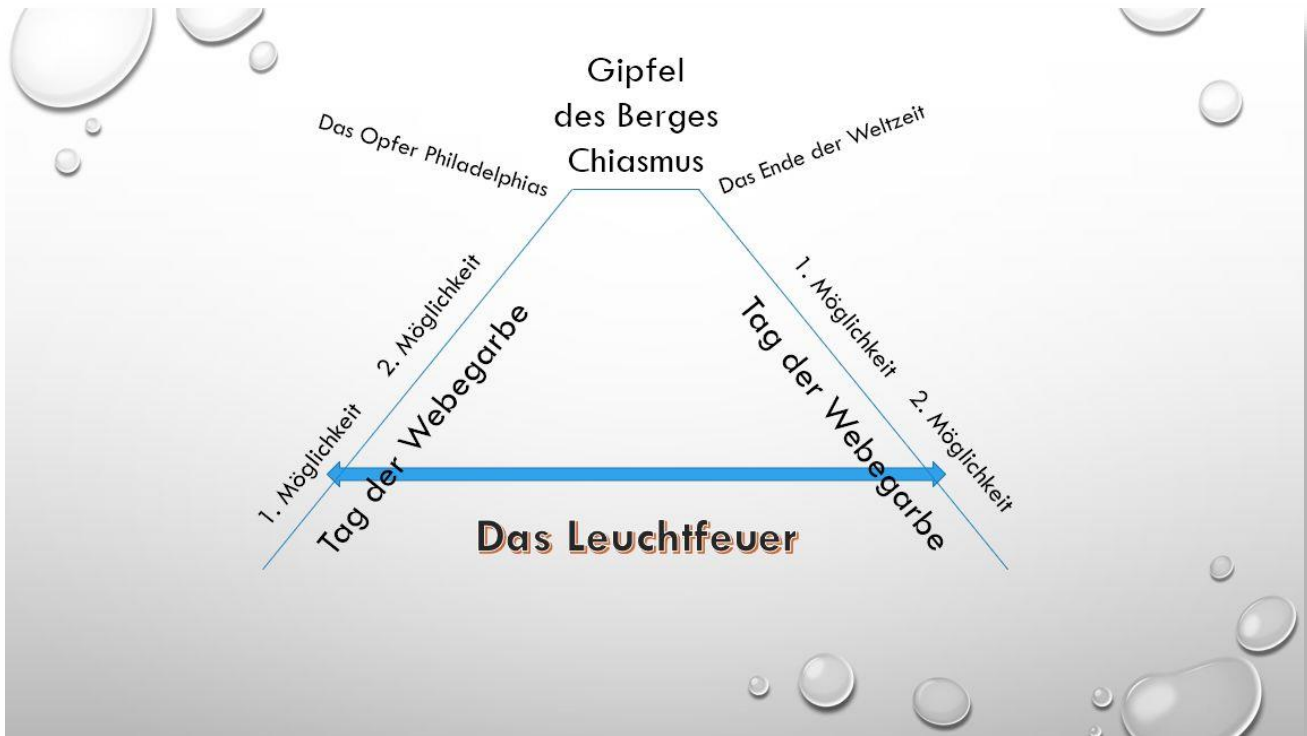 Gipfel
des Berges
Chiasmus
Das Opfer Philadelphias
Das Ende der Weltzeit
2. Möglichkeit
1. Möglichkeit
Tag der Webegarbe
1. Möglichkeit
2. Möglichkeit
Tag der Webegarbe
Das Leuchtfeuer